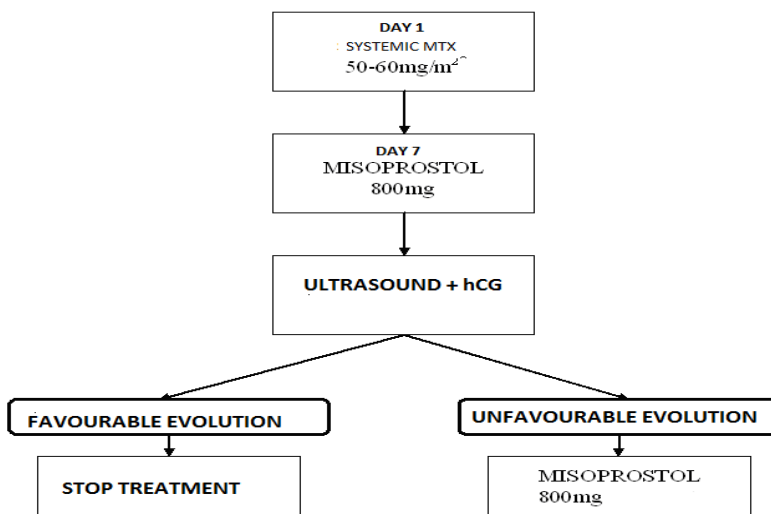 DAY 1
SYSTEMIC MTX
50-60mg/m²
DAY 7
MISOPROSTOL
800mg
ULTRASOUND + hCG
FAVOURABLE EVOLUTION
UNFAVOURABLE EVOLUTION
STOP TREATMENT
MISOPROSTOL
800mg